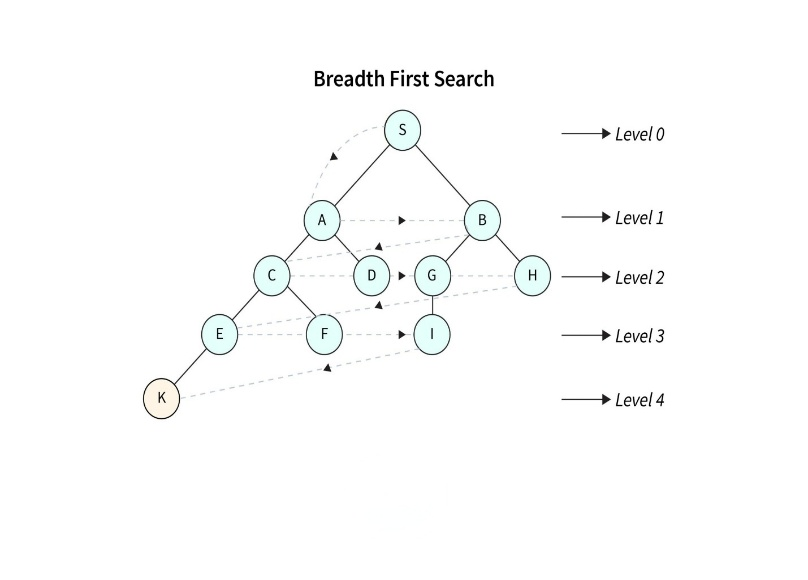 Breadth First Search
S
Level 0
A
B
Level 1
C
D
G
H
Level 2
E
F
I
Level 3
K
Level 4